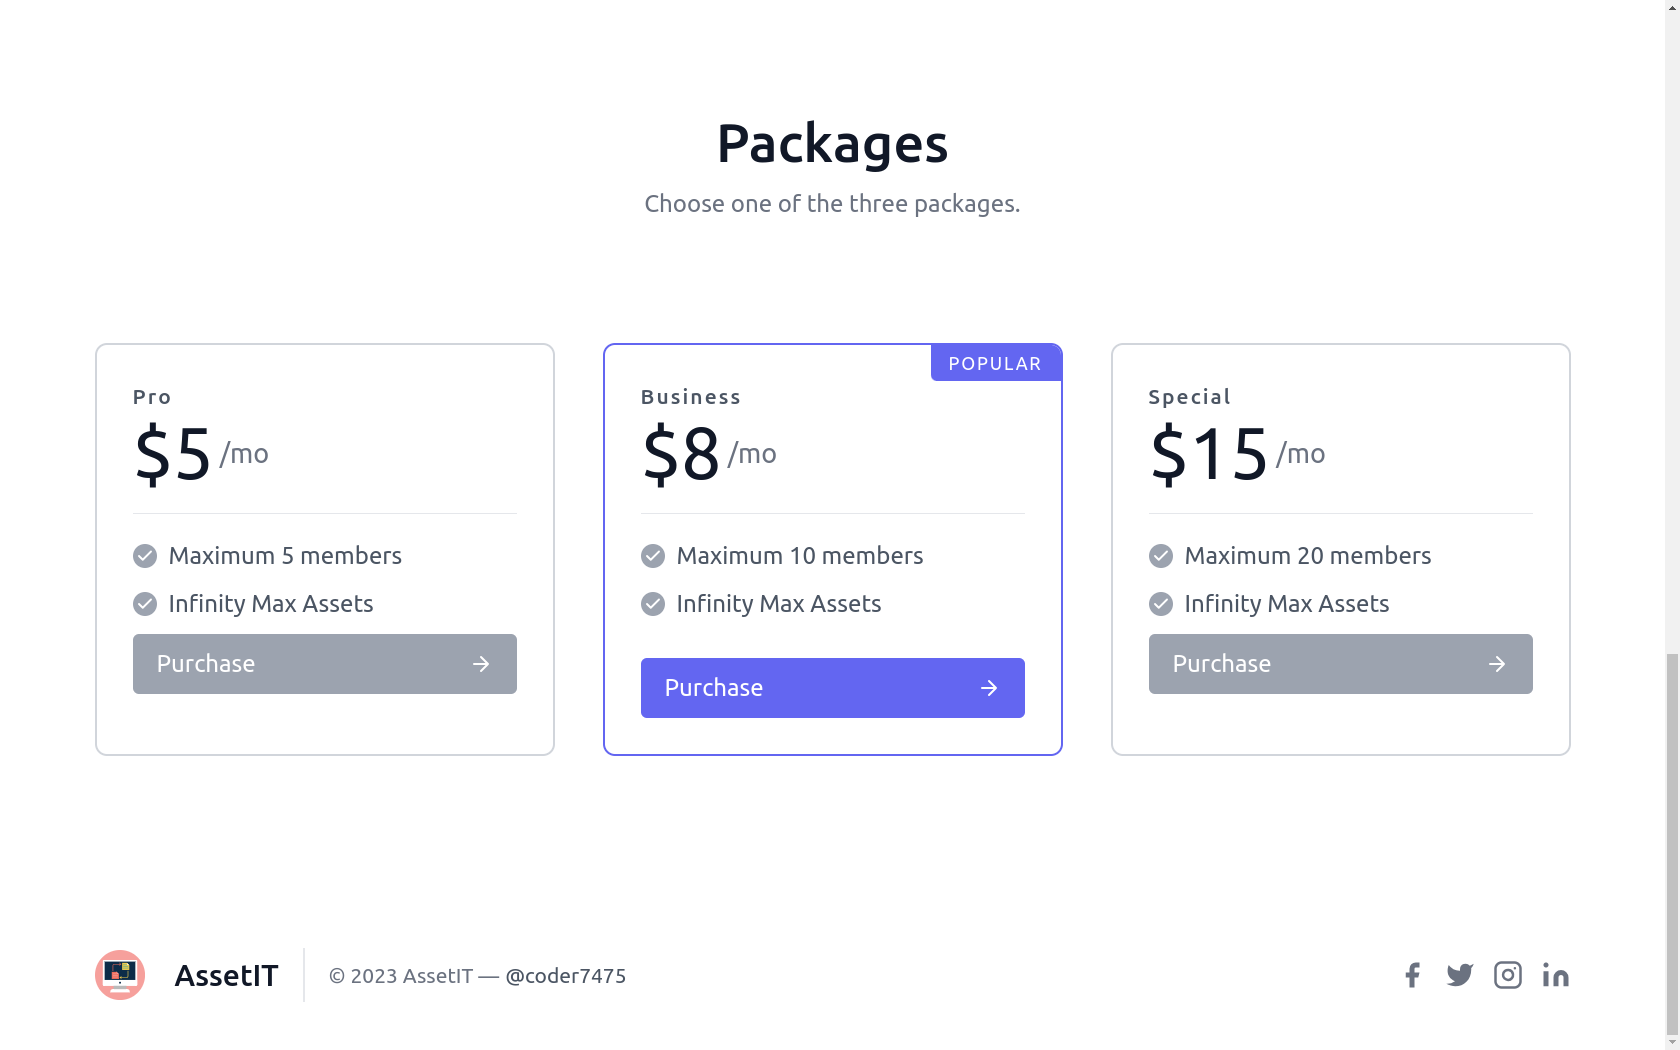 Packages
Choose one of the three packages.
Pro
$5 /mo
Maximum 5 members
Infinity Max Assets
Purchase
POPULAR
Business
$8 /mo
Maximum 10 members
Infinity Max Assets
Purchase
Special
$15 /mo
Maximum 20 members
Infinity Max Assets
Purchase
AssetIT
© 2023 AssetIT — @coder7475